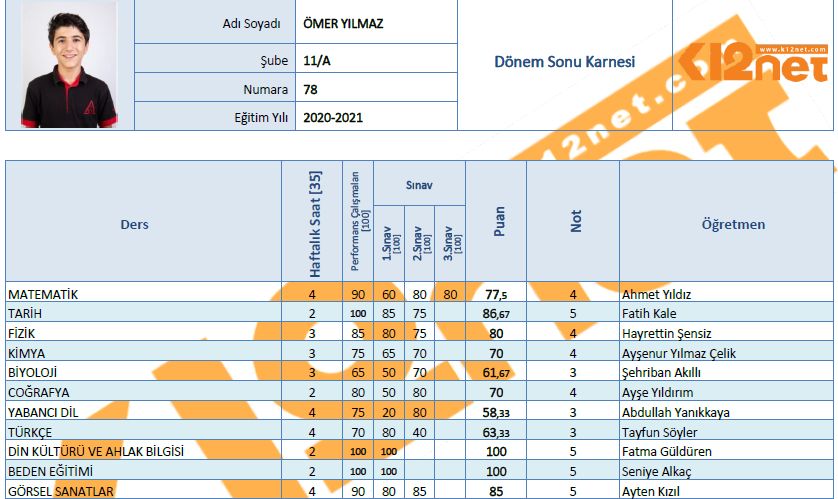 Adı Soyadı ÖMER YILMAZ
Şube 11/A
Numara 78
Eğitim Yılı 2020-2021
Dönem Sonu Karnesi
www.k12net.com
K12net
k12net.com
Ders Haftalık Saat [35] Performans Çalışmaları [100] Sınav Puan Not Öğretmen
1.Sınav [100] 2.Sınav [100] 3.Sınav [100]
MATEMATİK 4 90 60 80 80 77,5 4 Ahmet Yıldız
TARİH 2 100 85 75 86,67 5 Fatih Kale
FİZİK 3 85 80 75 80 4 Hayrettin Şensiz
KİMYA 3 75 65 70 70 4 Ayşenur Yılmaz Çelik
BİYOLOJİ 3 65 50 70 61,67 3 Şehriban Akıllı
COĞRAFYA 2 80 50 80 70 4 Ayşe Yıldırım
YABANCI DİL 4 75 20 80 58,33 3 Abdullah Yanıkkaya
TÜRKÇE 4 70 80 40 63,33 3 Tayfun Söyler
DİN KÜLTÜRÜ VE AHLAK BİLGİSİ 2 100 100 100 5 Fatma Güldüren
BEDEN EĞİTİMİ 2 100 100 100 5 Seniye Alkaç
GÖRSEL SANATLAR 4 90 80 85 85 5 Ayten Kızıl